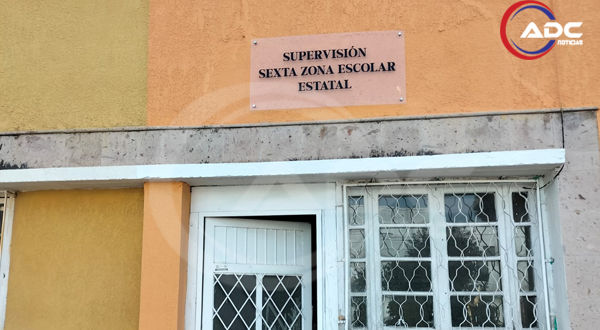 ADC
NOTICIAS
SUPERVISIÓN
SEXTA ZONA ESCOLAR
ESTATAL